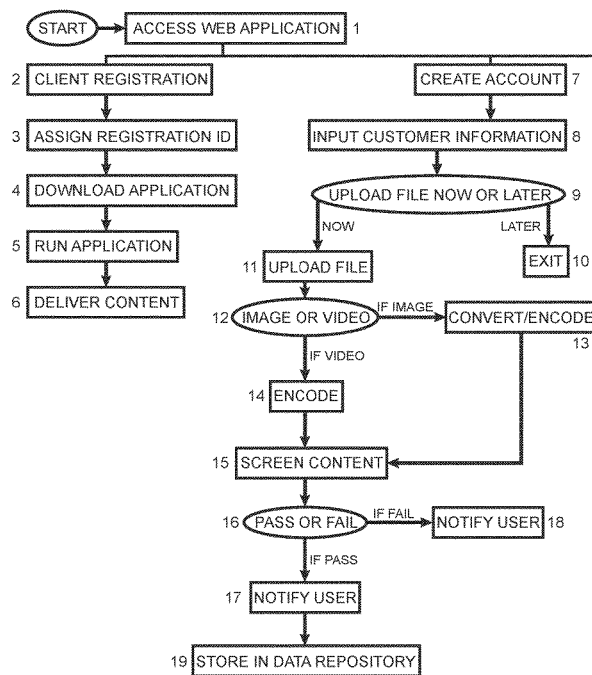 START
ACCESS WEB APPLICATION 1
2 CLIENT REGISTRATION
3 ASSIGN REGISTRATION ID
4 DOWNLOAD APPLICATION
5 RUN APPLICATION
6 DELIVER CONTENT
CREATE ACCOUNT 7
INPUT CUSTOMER INFORMATION 8
UPLOAD FILE NOW OR LATER 9
NOW
LATER
EXIT 10
11 UPLOAD FILE
12 IMAGE OR VIDEO
IF IMAGE
CONVERT/ENCODE
13
IF VIDEO
14 ENCODE
15 SCREEN CONTENT
16 PASS OR FAIL
IF FAIL
NOTIFY USER 18
IF PASS
17 NOTIFY USER
19 STORE IN DATA REPOSITORY